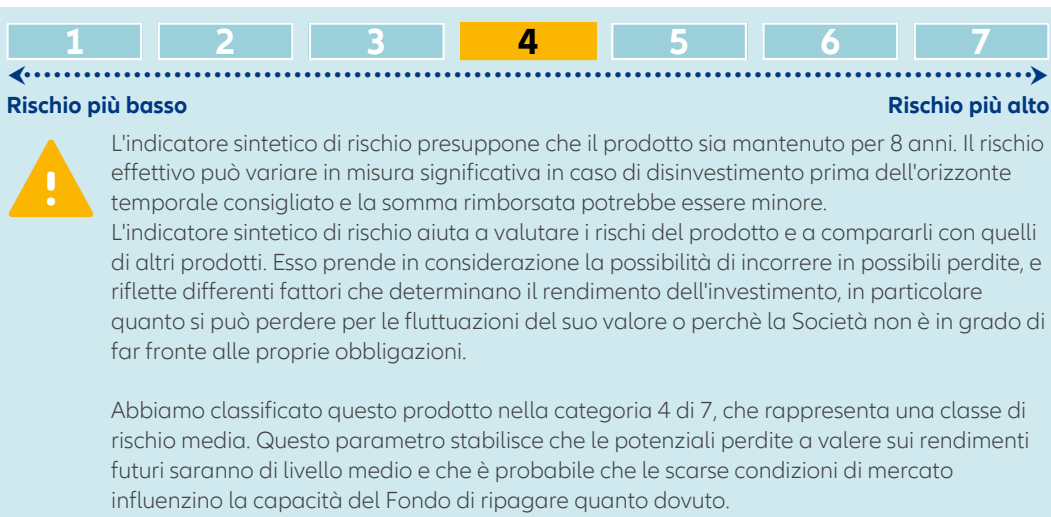 1 2 3 4 5 6 7
Rischio più basso Rischio più alto
L'indicatore sintetico di rischio presuppone che il prodotto sia mantenuto per 8 anni. Il rischio
effettivo può variare in misura significativa in caso di disinvestimento prima dell'orizzonte
temporale consigliato e la somma rimborsata potrebbe essere minore.
L'indicatore sintetico di rischio aiuta a valutare i rischi del prodotto e a compararli con quelli
di altri prodotti. Esso prende in considerazione la possibilità di incorrere in possibili perdite, e
riflette differenti fattori che determinano il rendimento dell'investimento, in particolare
quanto si può perdere per le fluttuazioni del suo valore o perchè la Società non è in grado di
far fronte alle proprie obbligazioni.
Abbiamo classificato questo prodotto nella categoria 4 di 7, che rappresenta una classe di
rischio media. Questo parametro stabilisce che le potenziali perdite a valere sui rendimenti
futuri saranno di livello medio e che è probabile che le scarse condizioni di mercato
influenzino la capacità del Fondo di ripagare quanto dovuto.